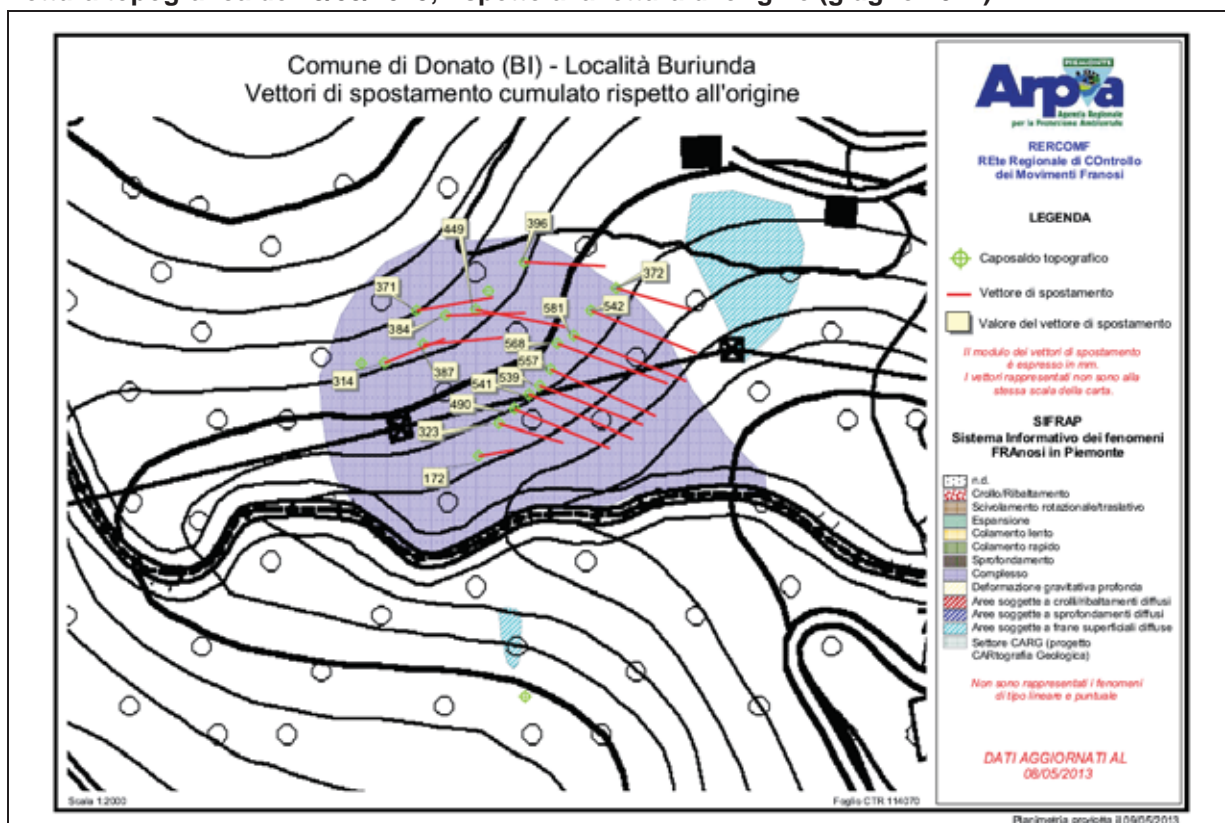 Comune di Donato (BI) - Località Buriunda
Vettori di spostamento cumulato rispetto all'origine
396
449
372
371
581
542
384
568
557
314
387
541
539
490
323
172
Scala 1:2000
Foglio CTR 114070
PIEMONTE
Arpa
Agenzia Regionale
per la Protezione Ambientale
RERCOMF
REte Regionale di COntrollo
dei Movimenti Franosi
LEGENDA
Caposaldo topografico
Vettore di spostamento
Valore del vettore di spostamento
Il modulo dei vettori di spostamento
è espresso in mm.
I vettori rappresentati non sono alla
stessa scala della carta.
SIFRAP
Sistema Informativo dei fenomeni
FRAnosi in Piemonte
n.d.
Crollo/Ribaltamento
Scivolamento rotazionale/traslativo
Espansione
Colamento lento
Colamento rapido
Sprofondamento
Complesso
Deformazione gravitativa profonda
Aree soggette a crolli/ribaltamenti diffusi
Aree soggette a sprofondamenti diffusi
Aree soggette a frane superficiali diffuse
Settore CARG (progetto
CARtografia Geologica)
Non sono rappresentati i fenomeni
di tipo lineare e puntuale
DATI AGGIORNATI AL
08/05/2013
Planimetria prodotta il 09/05/2013